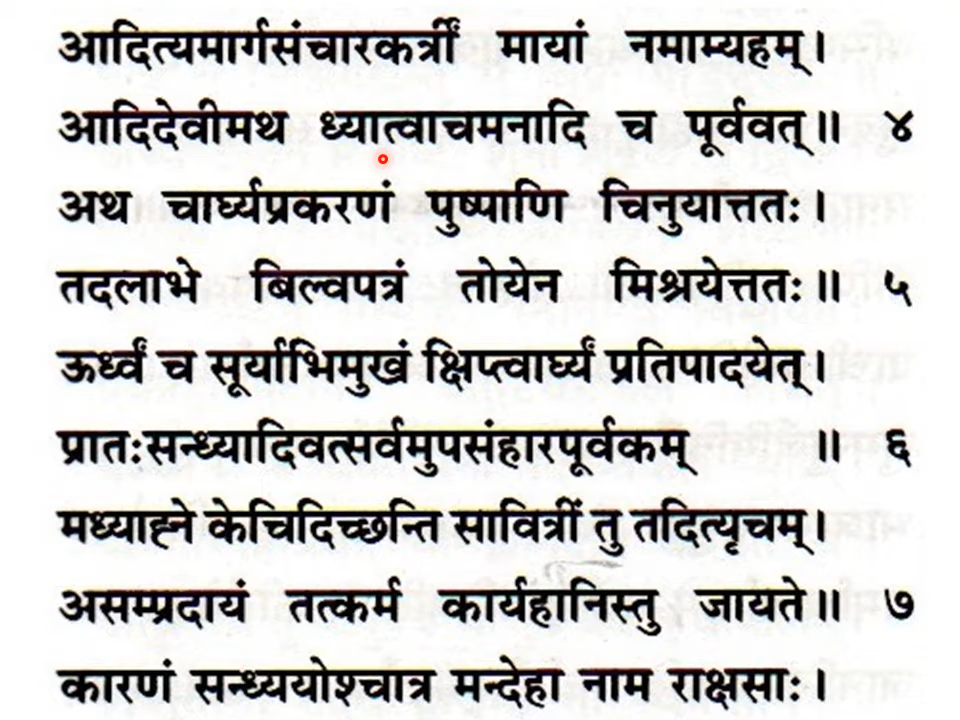 आदित्यमार्गसंचारकर्त्रीं मायां नमाम्यहम्।
आदिदेवीमथ ध्यात्वाचमनादि च पूर्ववत्॥ ४
अथ चार्घ्यप्रकरणं पुष्पाणि चिनुयात्ततः।
तदलाभे बिल्वपत्रं तोयेन मिश्रयेत्ततः॥ ५
ऊर्ध्वं च सूर्याभिमुखं क्षिप्त्वार्घ्यं प्रतिपादयेत्।
प्रातःसन्ध्यादिवत्सर्वमुपसंहारपूर्वकम् ॥ ६
मध्याह्ने केचिदिच्छन्ति सावित्रीं तु तदित्यृचम्।
असम्प्रदायं तत्कर्म कार्यहानिस्तु जायते॥ ७
कारणं सन्ध्ययोश्चात्र मन्देहा नाम राक्षसाः।